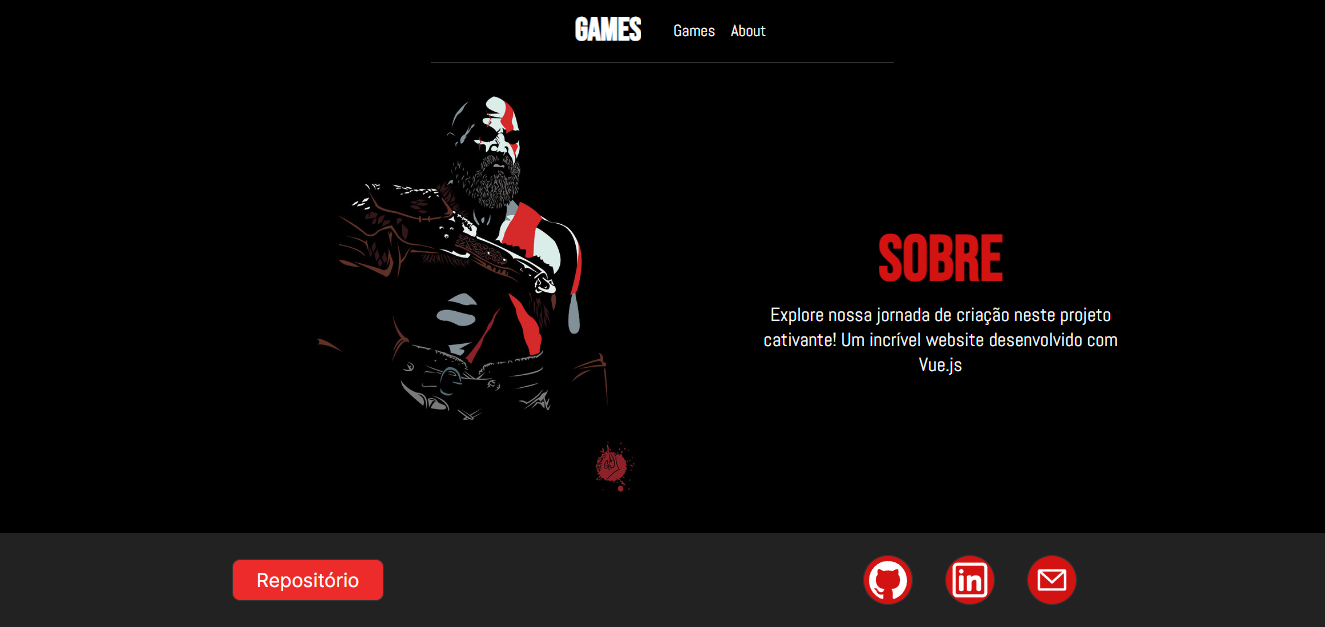 GAMES
Games
About
SOBRE
Explore nossa jornada de criação neste projeto
cativante! Um incrível website desenvolvido com
Vue.js
Repositório
in